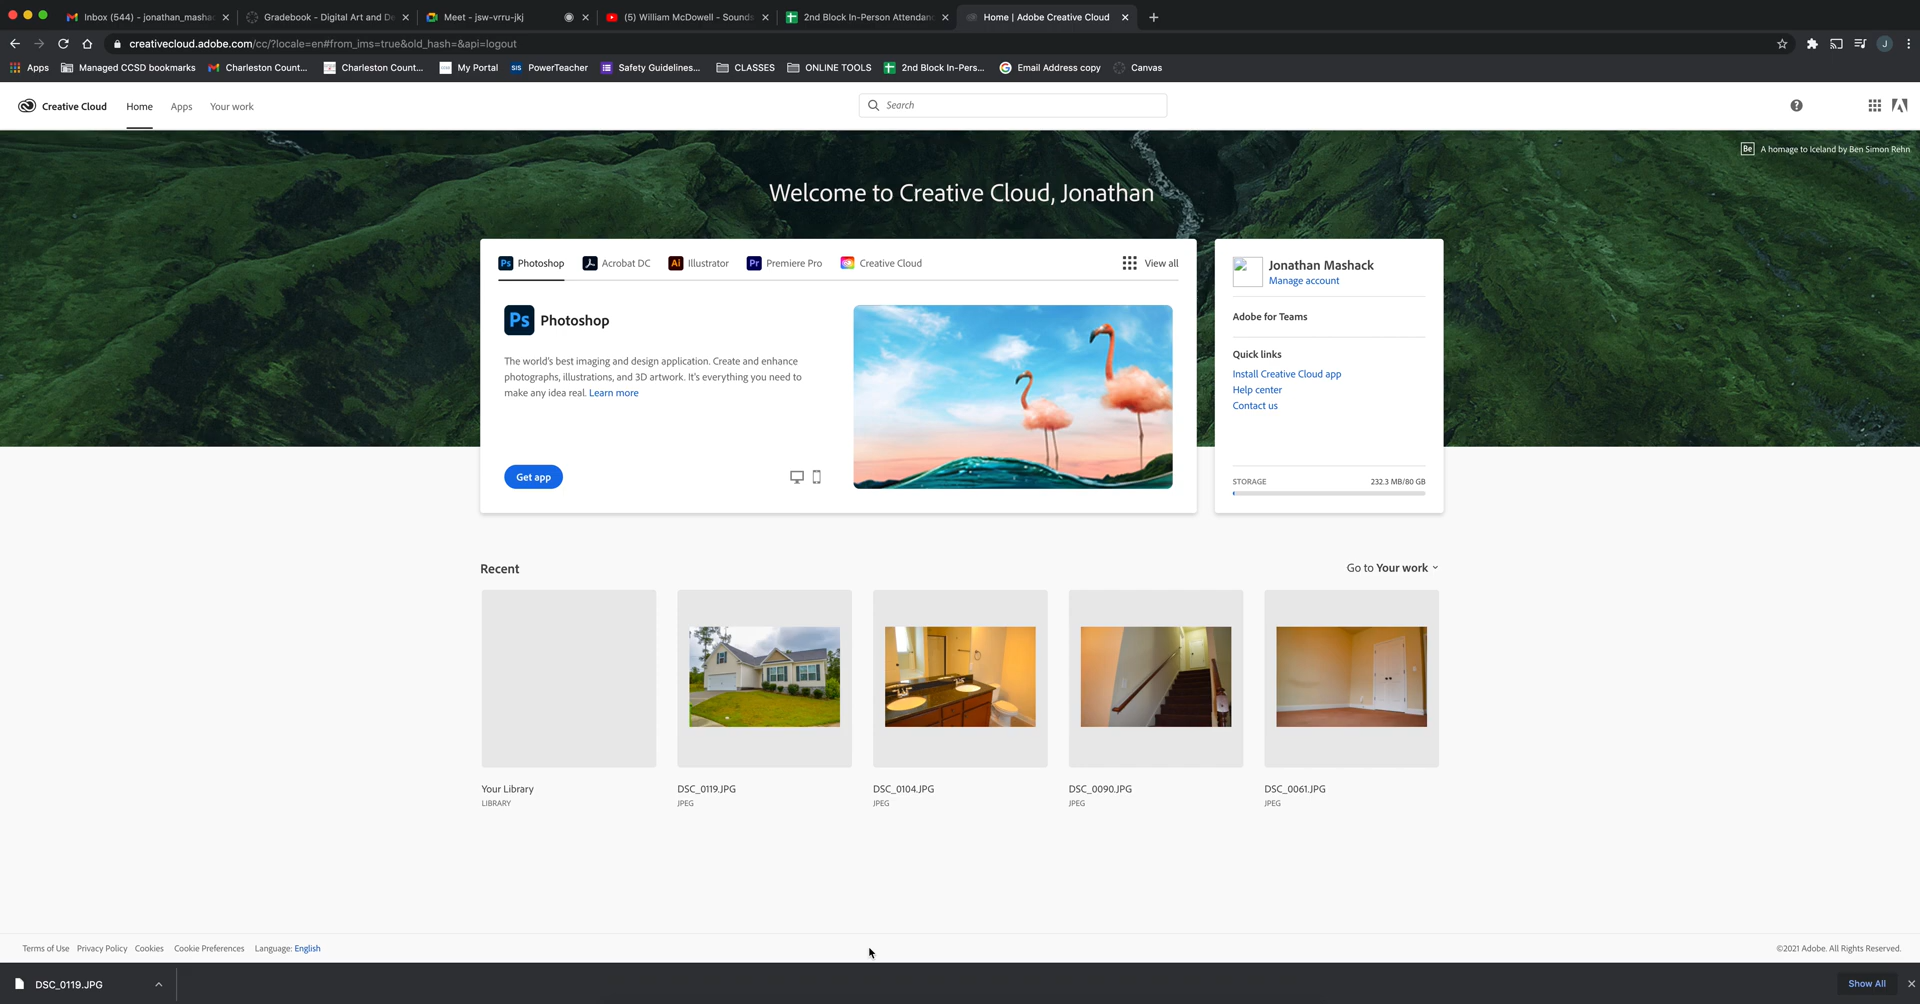 Inbox (544) - jonathan_masha
Gradebook - Digital Art and De
Meet - jsw-vrru-jkj
(5) William McDowell - Sounds
2nd Block In-Person Attendanc
Home | Adobe Creative Cloud
creativecloud.adobe.com/cc/?locale=en#from_ims=true&old_hash=&api=logout
J
Apps
Managed CCSD bookmarks
Charleston Count...
Charleston Count...
My Portal
SIS PowerTeacher
Safety Guidelines...
CLASSES
ONLINE TOOLS
2nd Block In-Pers...
Email Address copy
Canvas
Creative Cloud
Home
Apps
Your work
Search
Be A homage to Iceland by Ben Simon Rehn
Welcome to Creative Cloud, Jonathan
Ps Photoshop
Acrobat DC
Ai Illustrator
Pr Premiere Pro
Creative Cloud
View all
Ps Photoshop
The world's best imaging and design application. Create and enhance
photographs, illustrations, and 3D artwork. It's everything you need to
make any idea real. Learn more
Get app
Jonathan Mashack
Manage account
Adobe for Teams
Quick links
Install Creative Cloud app
Help center
Contact us
STORAGE
232.3 MB/80 GB
Recent
Go to Your work
Your Library
LIBRARY
DSC_0119.JPG
JPEG
DSC_0104.JPG
JPEG
DSC_0090.JPG
JPEG
DSC_0061.JPG
JPEG
Terms of Use Privacy Policy Cookies Cookie Preferences Language: English
©2021 Adobe. All Rights Reserved.
DSC_0119.JPG
Show All